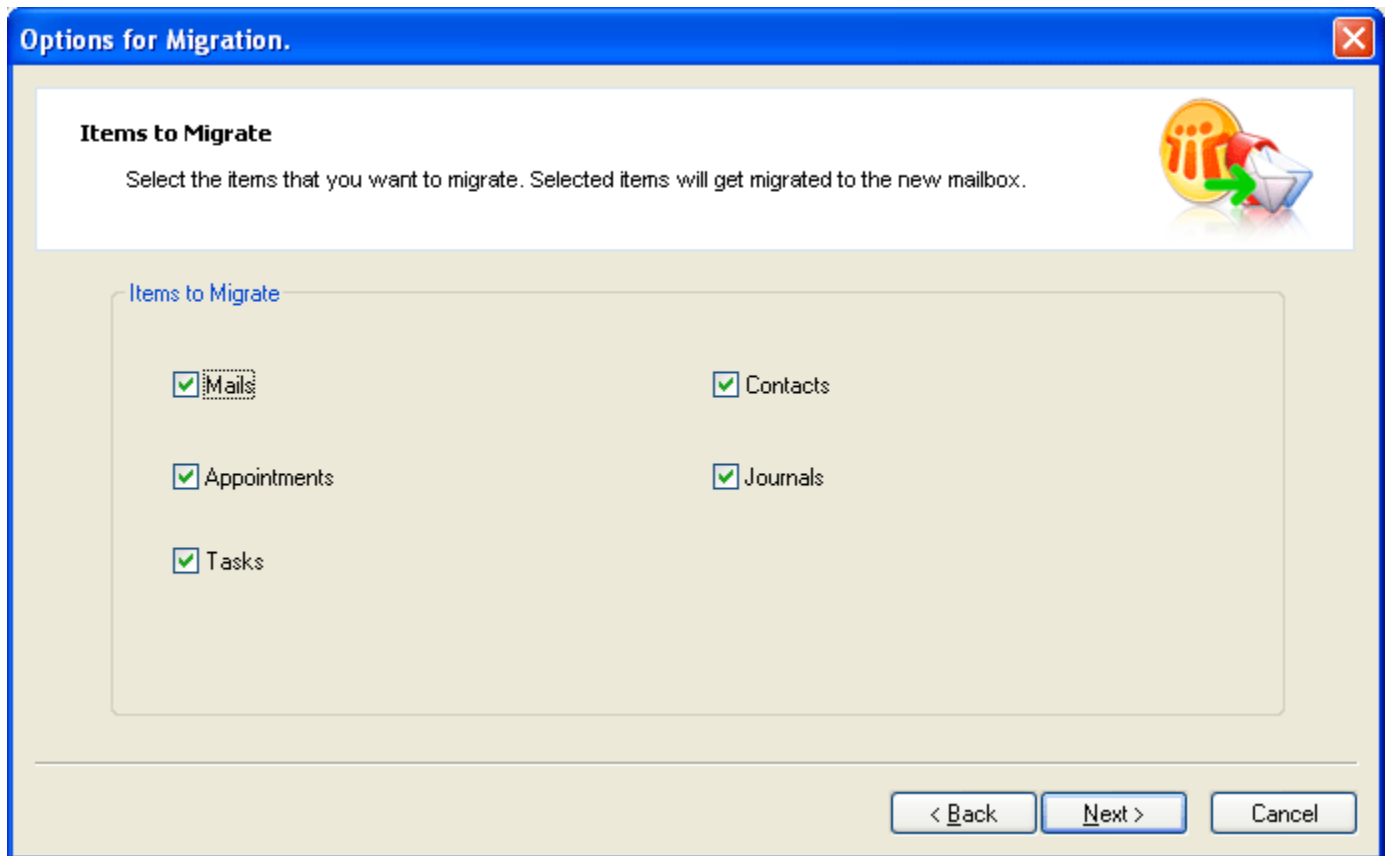 Options for Migration.
Items to Migrate
Select the items that you want to migrate. Selected items will get migrated to the new mailbox.
Items to Migrate
Mails
Contacts
Appointments
Journals
Tasks
< Back
Next >
Cancel